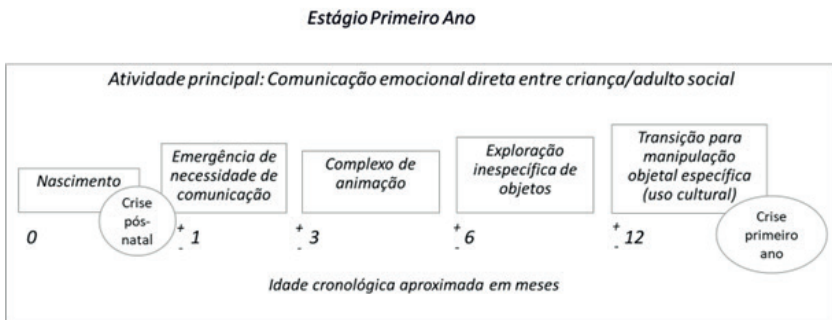 Estágio Primeiro Ano
Atividade principal: Comunicação emocional direta entre criança/adulto social
Nascimento
Crise
pós-
natal
Emergência de
necessidade de
comunicação
Complexo de
animação
Exploração
inespecífica de
objetos
Transição para
manipulação
objetal específica
(uso cultural)
Crise
primeiro
ano
0
+
- 1
+
- 3
+
- 6
+
- 12
Idade cronológica aproximada em meses